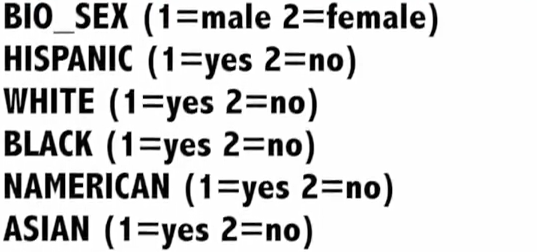 BIO_SEX (1=male 2=female)
HISPANIC (1=yes 2=no)
WHITE (1=yes 2=no)
BLACK (1=yes 2=no)
NAMERICAN (1=yes 2=no)
ASIAN (1=yes 2=no)